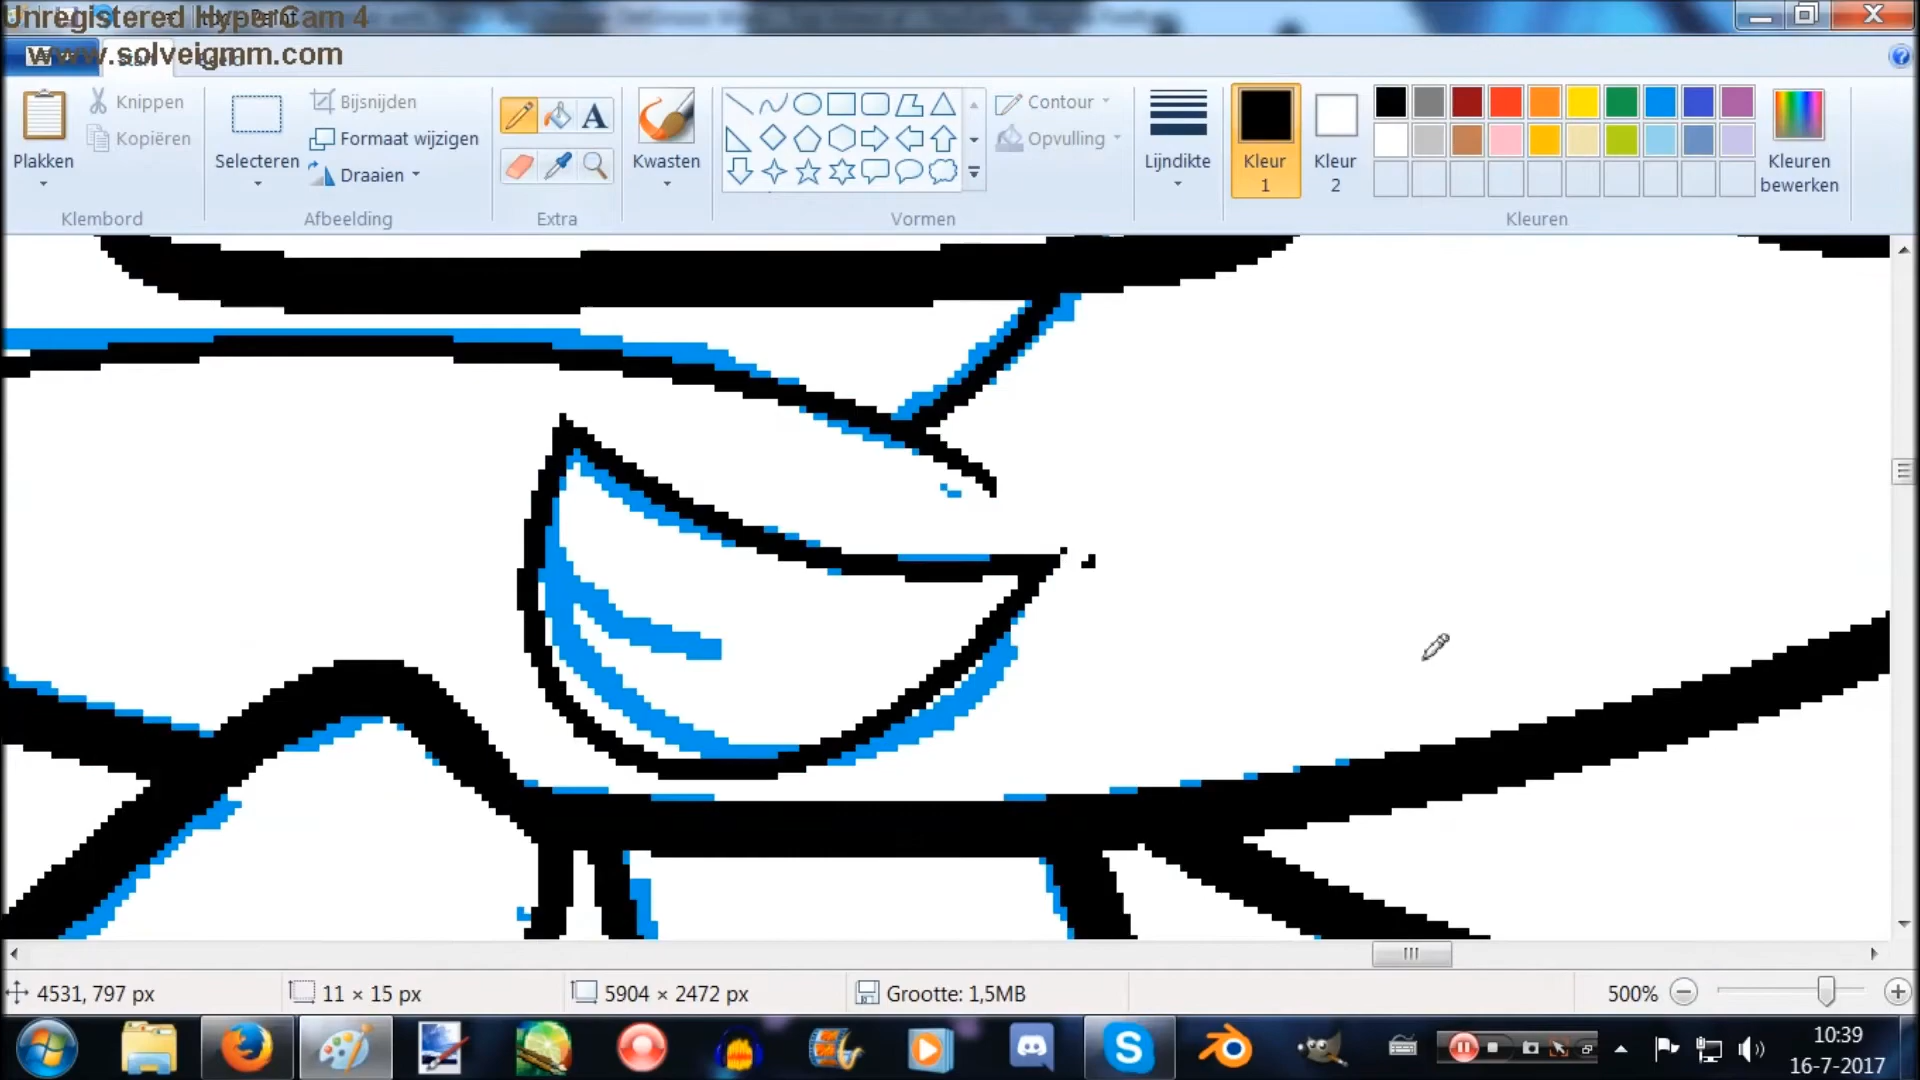 Unregistered HyperCam 4
www.solveigmm.com
Plakken
Knippen
Kopiëren
Klembord
Selecteren
Bijsnijden
Formaat wijzigen
Draaien
Afbeelding
A
Extra
Kwasten
Contour
Opvulling
Vormen
Lijndikte
Kleur
1
Kleur
2
Kleuren
bewerken
Kleuren
4531, 797 px
11 × 15 px
5904 × 2472 px
Grootte: 1,5MB
500%
10:39
16-7-2017